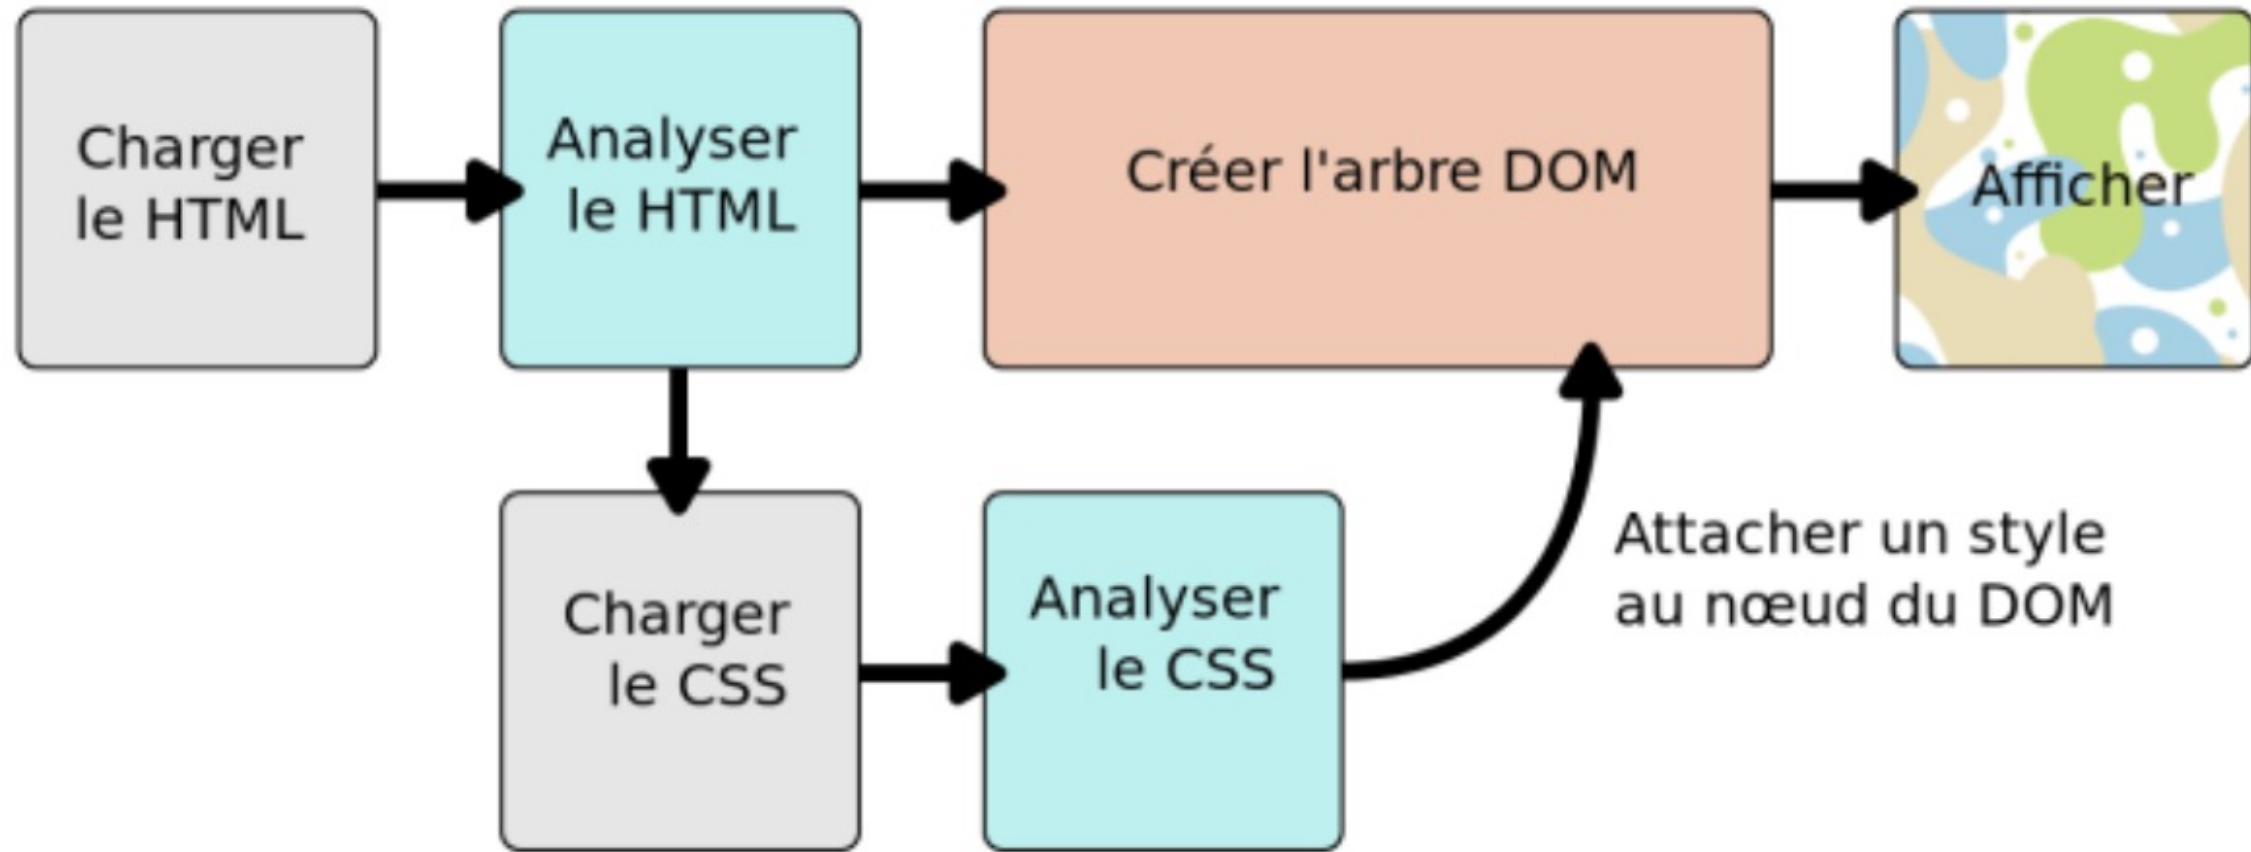 Charger
le HTML
Analyser
le HTML
Créer l'arbre DOM
Afficher
Charger
le CSS
Analyser
le CSS
Attacher un style
au nœud du DOM